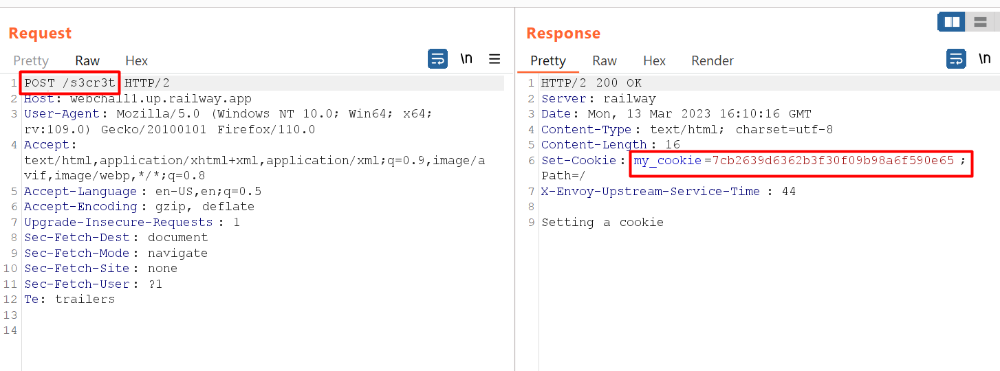 Request
Pretty Raw Hex \n
1 POST /s3cr3t HTTP/2
2 Host: webchall1.up.railway.app
3 User-Agent: Mozilla/5.0 (Windows NT 10.0; Win64; x64;
rv:109.0) Gecko/20100101 Firefox/110.0
4 Accept:
text/html,application/xhtml+xml,application/xml;q=0.9,image/a
vif,image/webp,*/*;q=0.8
5 Accept-Language: en-US,en;q=0.5
6 Accept-Encoding: gzip, deflate
7 Upgrade-Insecure-Requests: 1
8 Sec-Fetch-Dest: document
9 Sec-Fetch-Mode: navigate
10 Sec-Fetch-Site: none
11 Sec-Fetch-User: ?1
12 Te: trailers
13
14
Response
Pretty Raw Hex Render \n
1 HTTP/2 200 OK
2 Server: railway
3 Date: Mon, 13 Mar 2023 16:10:16 GMT
4 Content-Type: text/html; charset=utf-8
5 Content-Length: 16
6 Set-Cookie: my_cookie=7cb2639d6362b3f30f09b98a6f590e65;
Path=/
7 X-Envoy-Upstream-Service-Time: 44
8
9 Setting a cookie